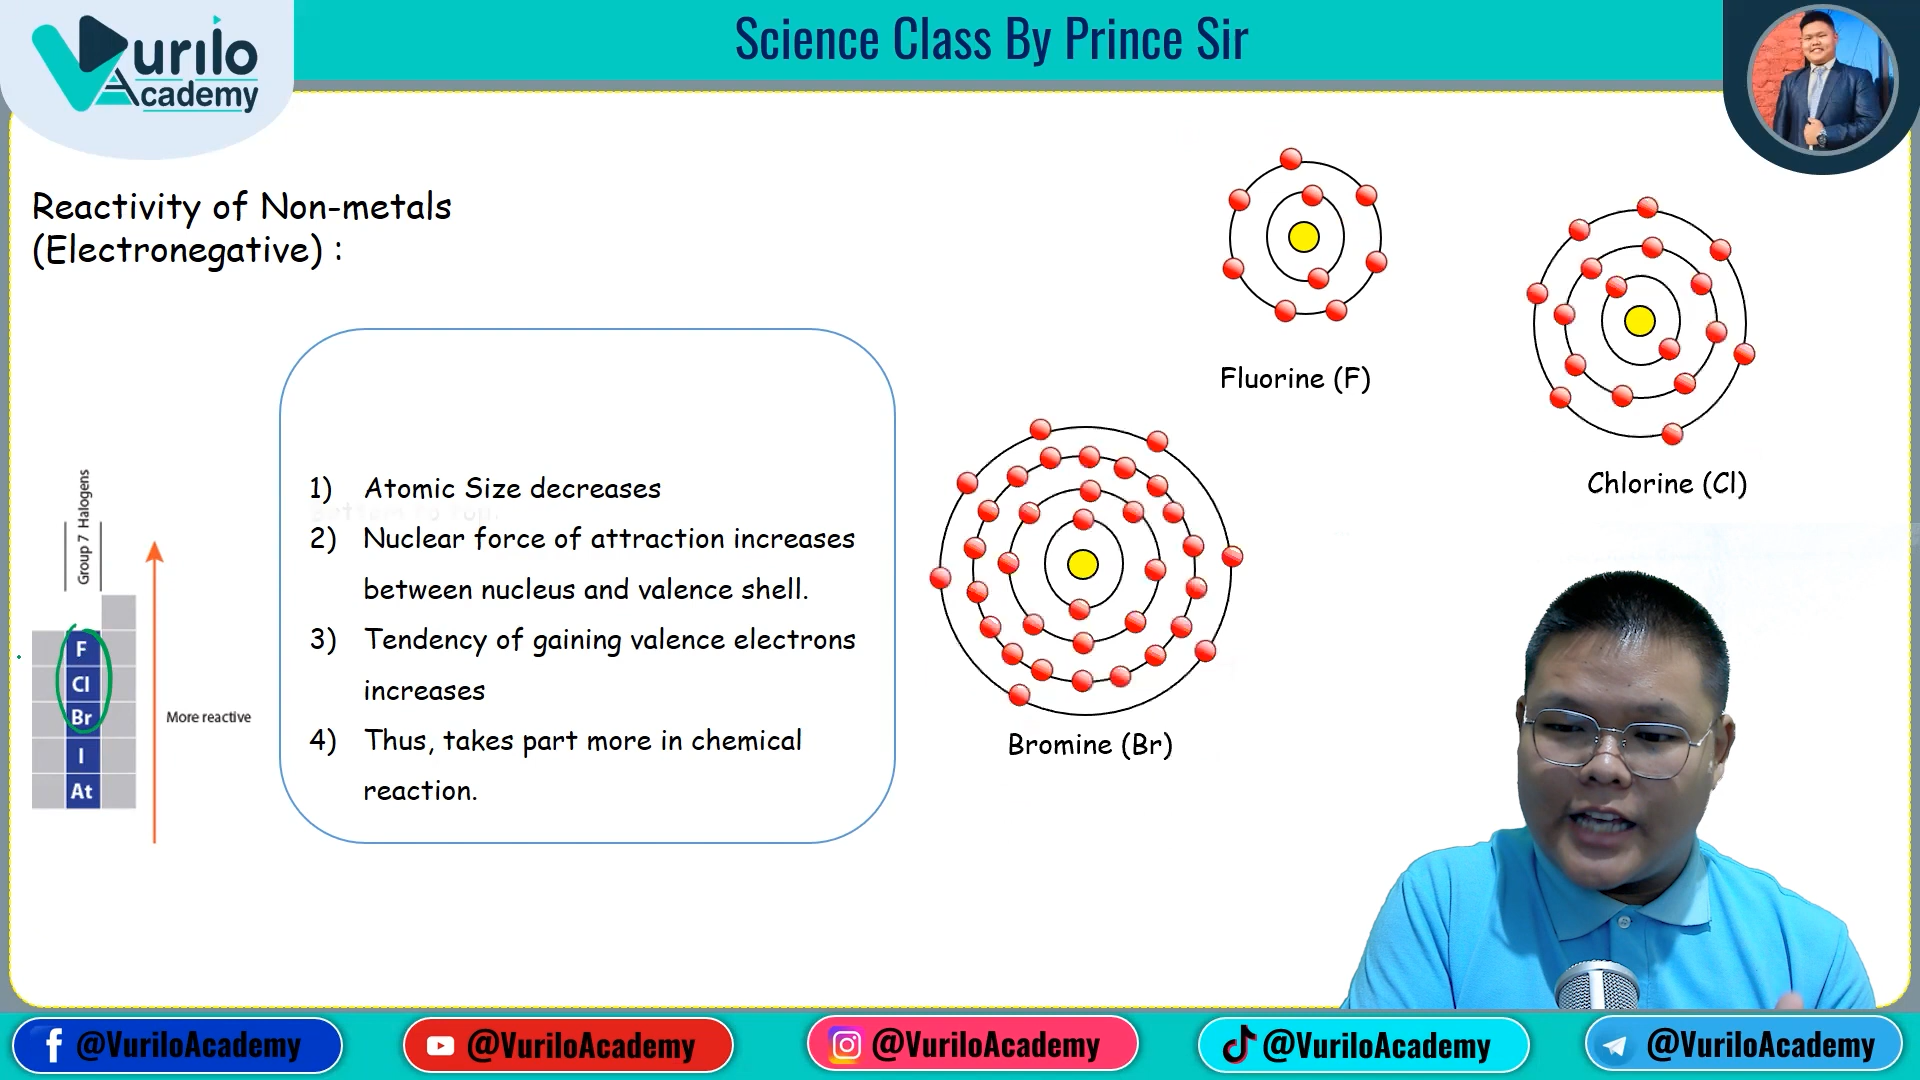 Vurilo
Academy
Science Class By Prince Sir
Reactivity of Non-metals
(Electronegative) :
Group 7 Halogens
F
Cl
Br
I
At
More reactive
1) Atomic Size decreases
2) Nuclear force of attraction increases
between nucleus and valence shell.
3) Tendency of gaining valence electrons
increases
4) Thus, takes part more in chemical
reaction.
Fluorine (F)
Chlorine (Cl)
Bromine (Br)
@VuriloAcademy
@VuriloAcademy
@VuriloAcademy
@VuriloAcademy
@VuriloAcademy